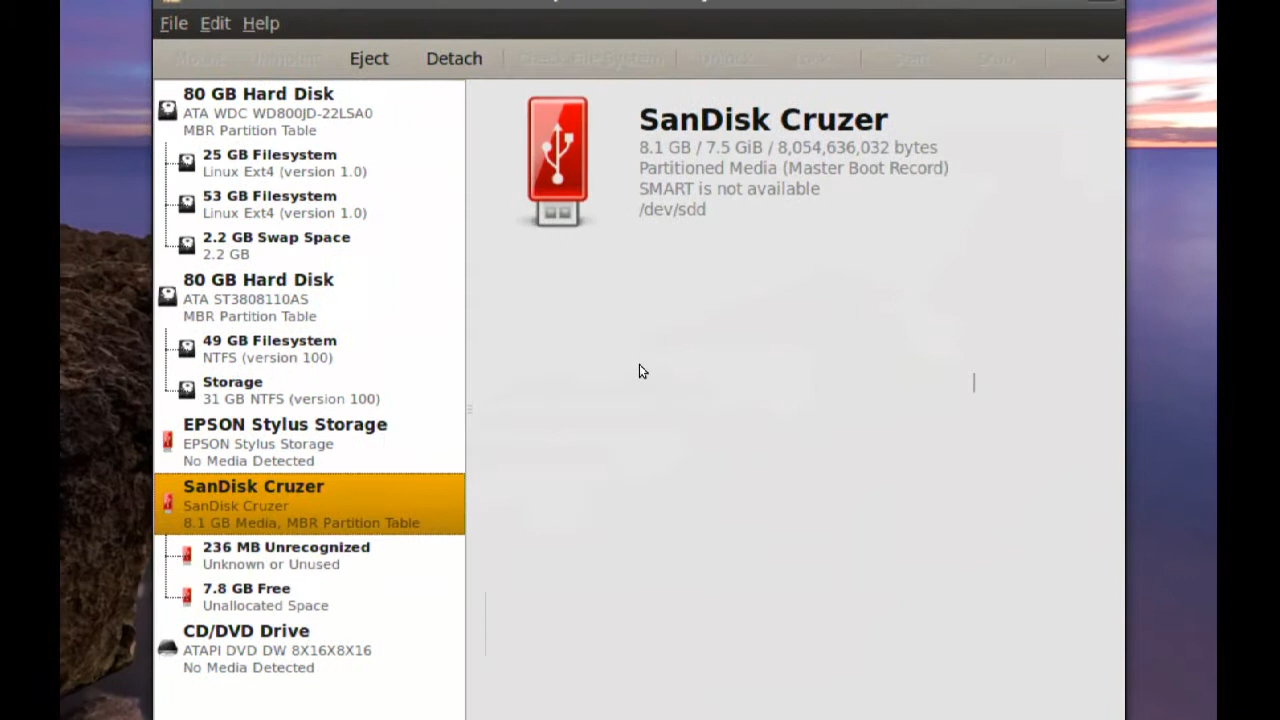 File Edit Help
Eject Detach
80 GB Hard Disk
ATA WDC WD800JD-22LSA0
MBR Partition Table
25 GB Filesystem
Linux Ext4 (version 1.0)
53 GB Filesystem
Linux Ext4 (version 1.0)
2.2 GB Swap Space
2.2 GB
80 GB Hard Disk
ATA ST3808110AS
MBR Partition Table
49 GB Filesystem
NTFS (version 100)
Storage
31 GB NTFS (version 100)
EPSON Stylus Storage
EPSON Stylus Storage
No Media Detected
SanDisk Cruzer
SanDisk Cruzer
8.1 GB Media, MBR Partition Table
236 MB Unrecognized
Unknown or Unused
7.8 GB Free
Unallocated Space
CD/DVD Drive
ATAPI DVD DW 8X16X8X16
No Media Detected
SanDisk Cruzer
8.1 GB / 7.5 GiB / 8,054,636,032 bytes
Partitioned Media (Master Boot Record)
SMART is not available
/dev/sdd